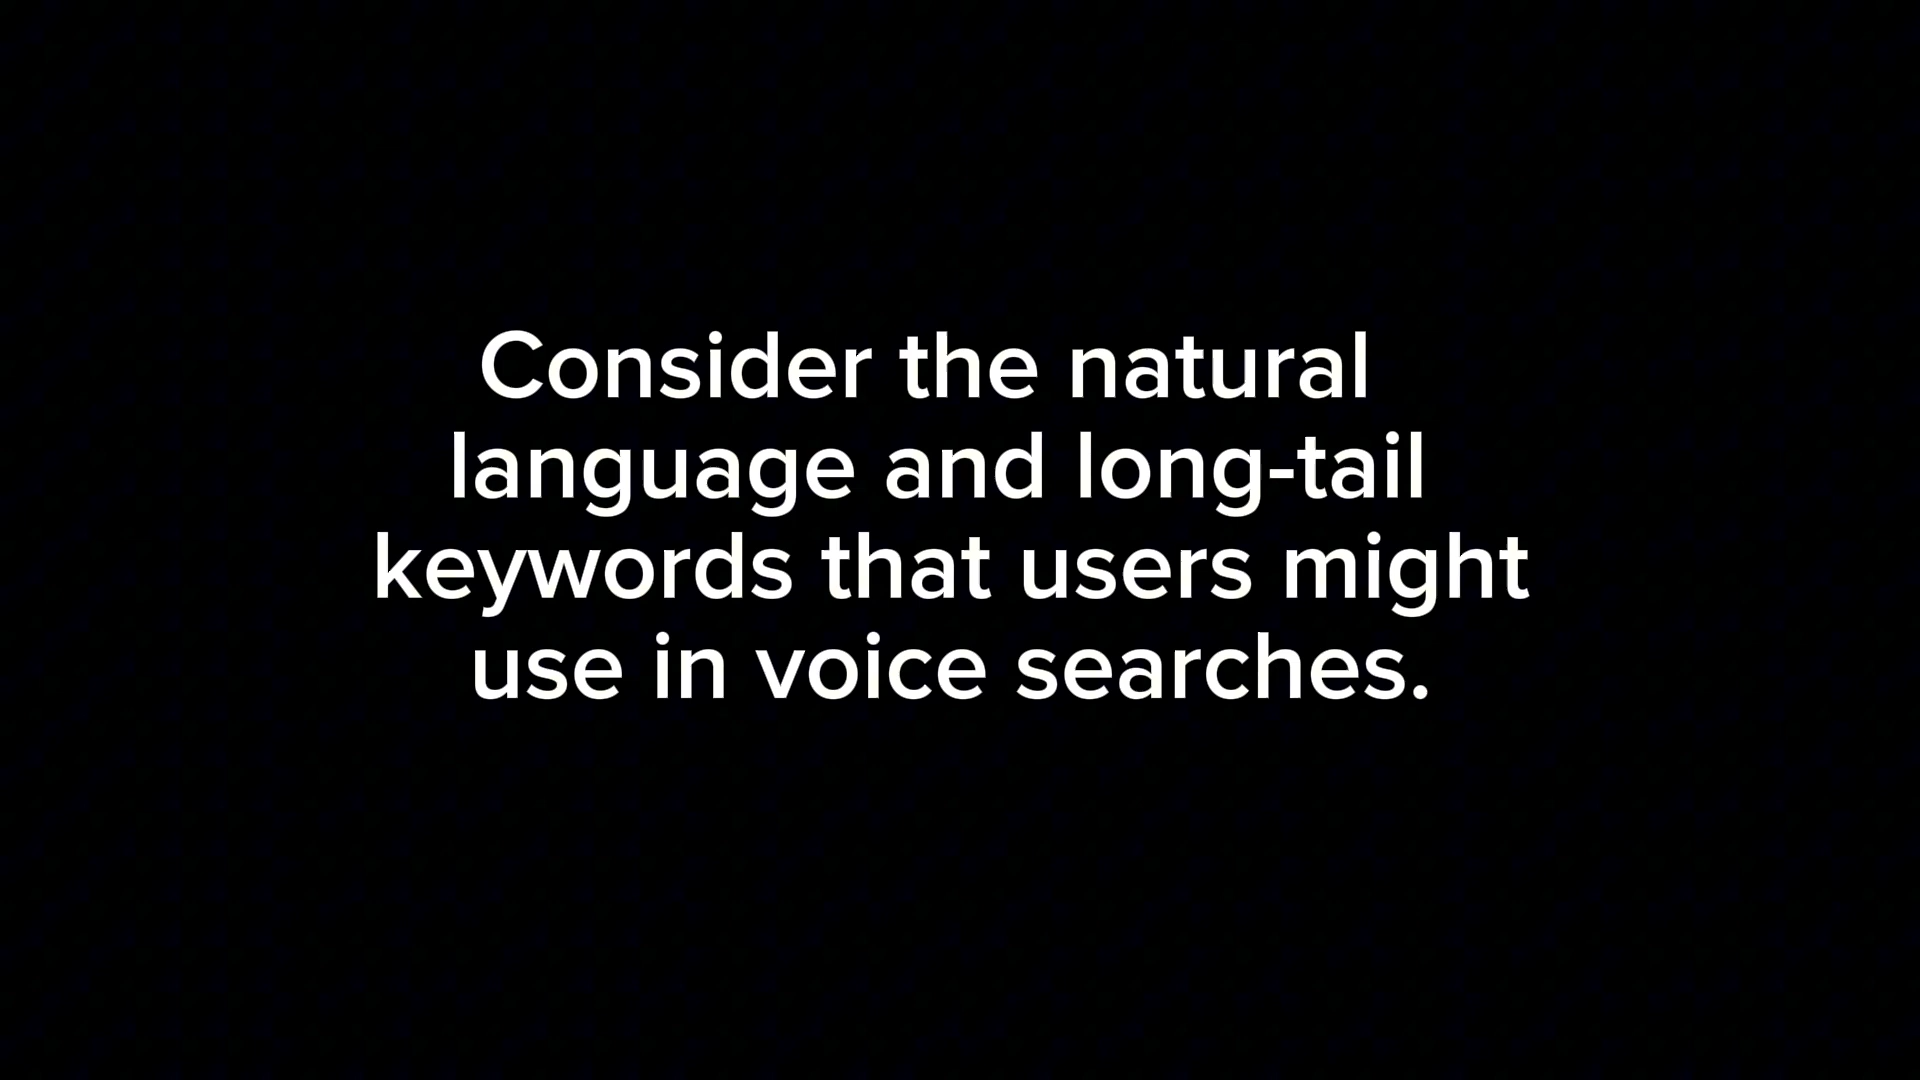 Consider the natural
language and long-tail
keywords that users might
use in voice searches.